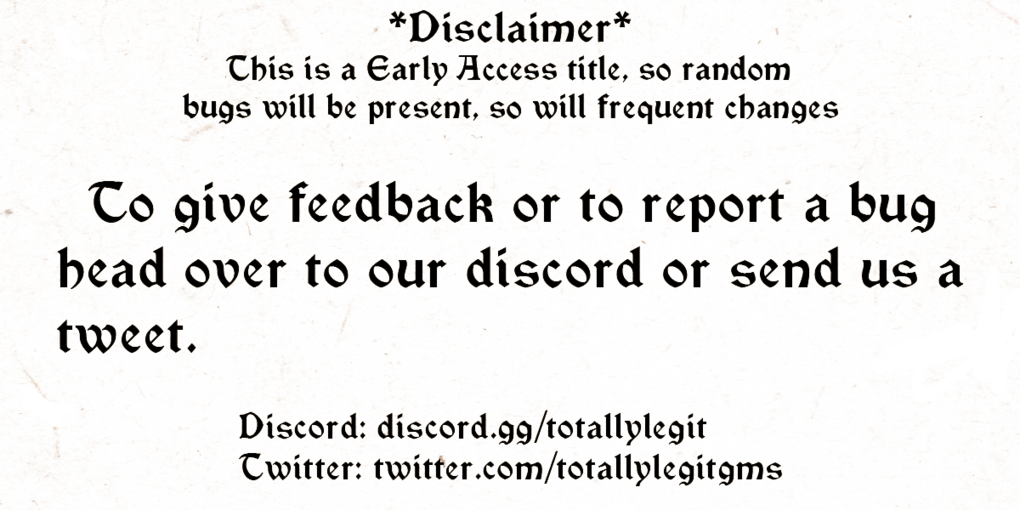 *Disclaimer*
This is a Early Access title, so random
bugs will be present, so will frequent changes
To give feedback or to report a bug
head over to our discord or send us a
tweet.
Discord: discord.gg/totallylegit
Twitter: twitter.com/totallylegitgms